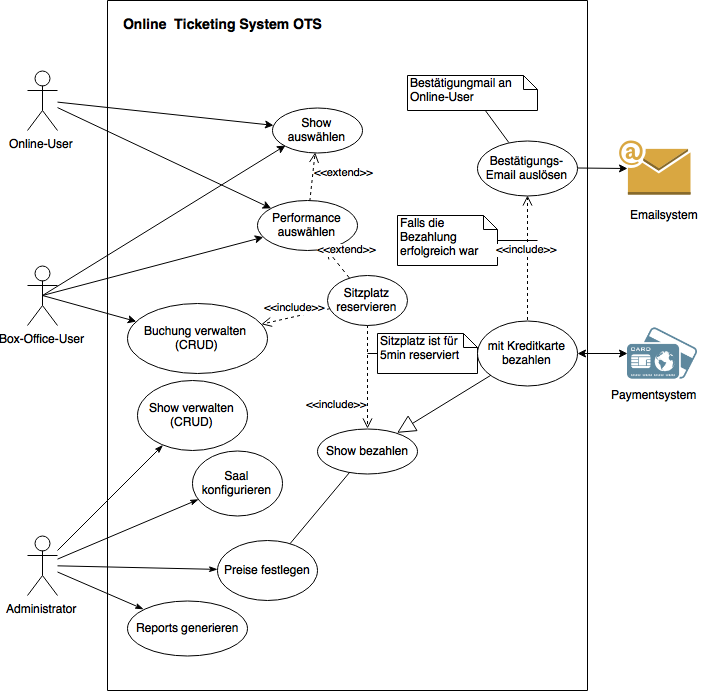 Online  Ticketing System OTS
Bestätigungmail an
Online-User
Online-User
Show
auswählen
Bestätigungs-
Email auslösen
@
<<extend>>
Emailsystem
Performance
auswählen
Falls die
Bezahlung
erfolgreich war
<<include>>
<<extend>>
Sitzplatz
reservieren
<<include>>
Box-Office-User
Buchung verwalten
(CRUD)
Sitzplatz ist für
5min reserviert
mit Kreditkarte
bezahlen
CARD
Paymentsystem
Show verwalten
(CRUD)
<<include>>
Show bezahlen
Saal
konfigurieren
Preise festlegen
Administrator
Reports generieren